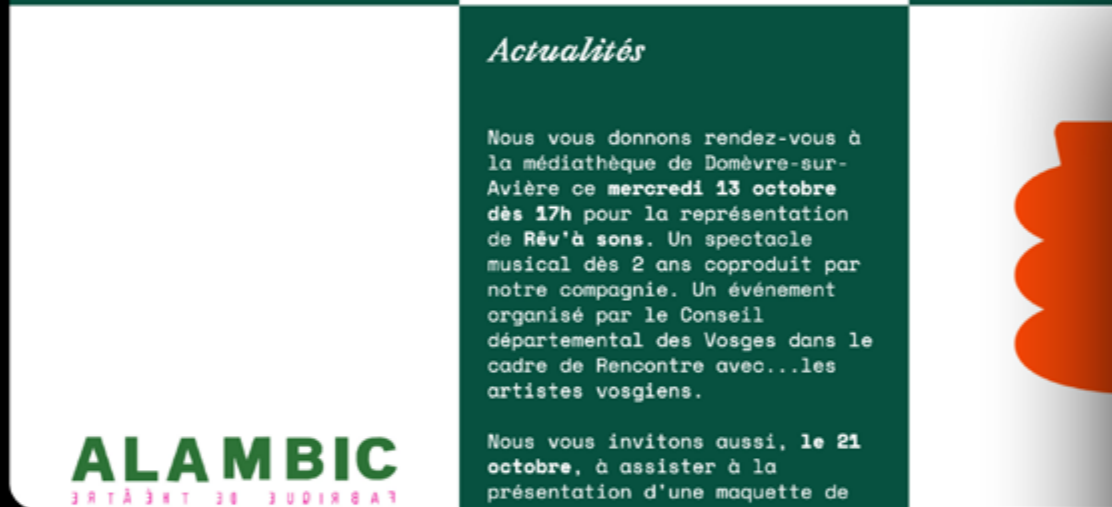 Actualités
Nous vous donnons rendez-vous à
la médiathèque de Domèvre-sur-
Avière ce mercredi 13 octobre
dès 17h pour la représentation
de Rêv'à sons. Un spectacle
musical dès 2 ans coproduit par
notre compagnie. Un événement
organisé par le Conseil
départemental des Vosges dans le
cadre de Rencontre avec...les
artistes vosgiens.
Nous vous invitons aussi, le 21
octobre, à assister à la
présentation d'une maquette de
ALAMBIC
FABRIQUE DE THÉÂTRE